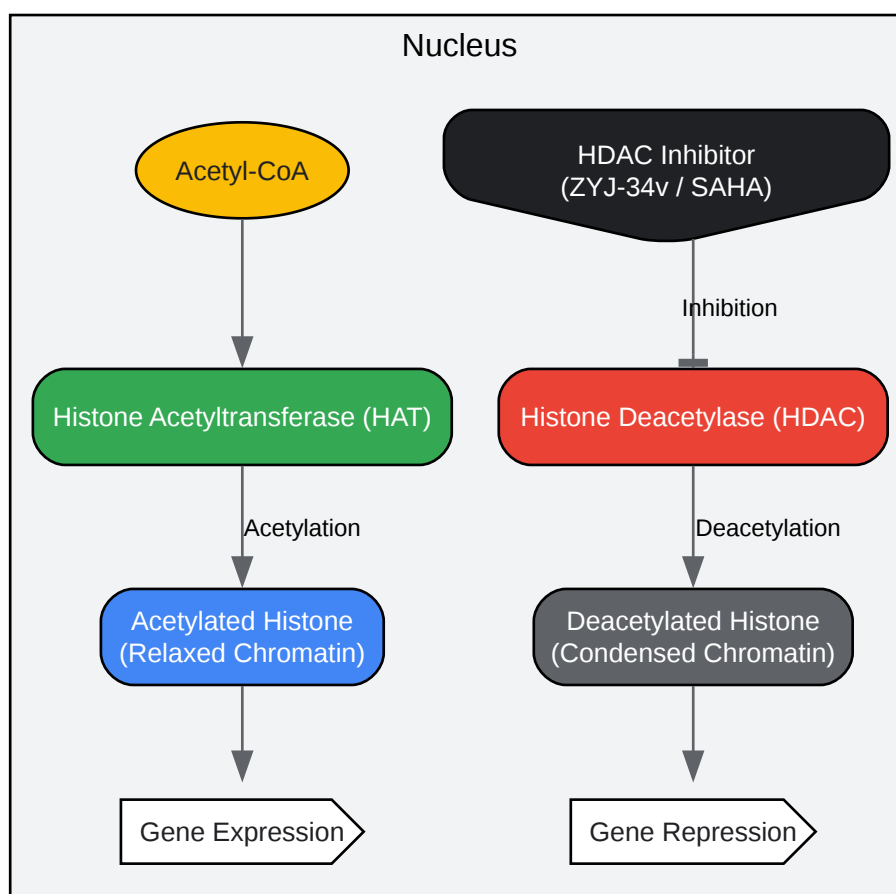 Nucleus
Acetyl-CoA
HDAC Inhibitor
(ZYJ-34v / SAHA)
Inhibition
Histone Acetyltransferase (HAT)
Histone Deacetylase (HDAC)
Acetylation
Deacetylation
Acetylated Histone
(Relaxed Chromatin)
Deacetylated Histone
(Condensed Chromatin)
Gene Expression
Gene Repression